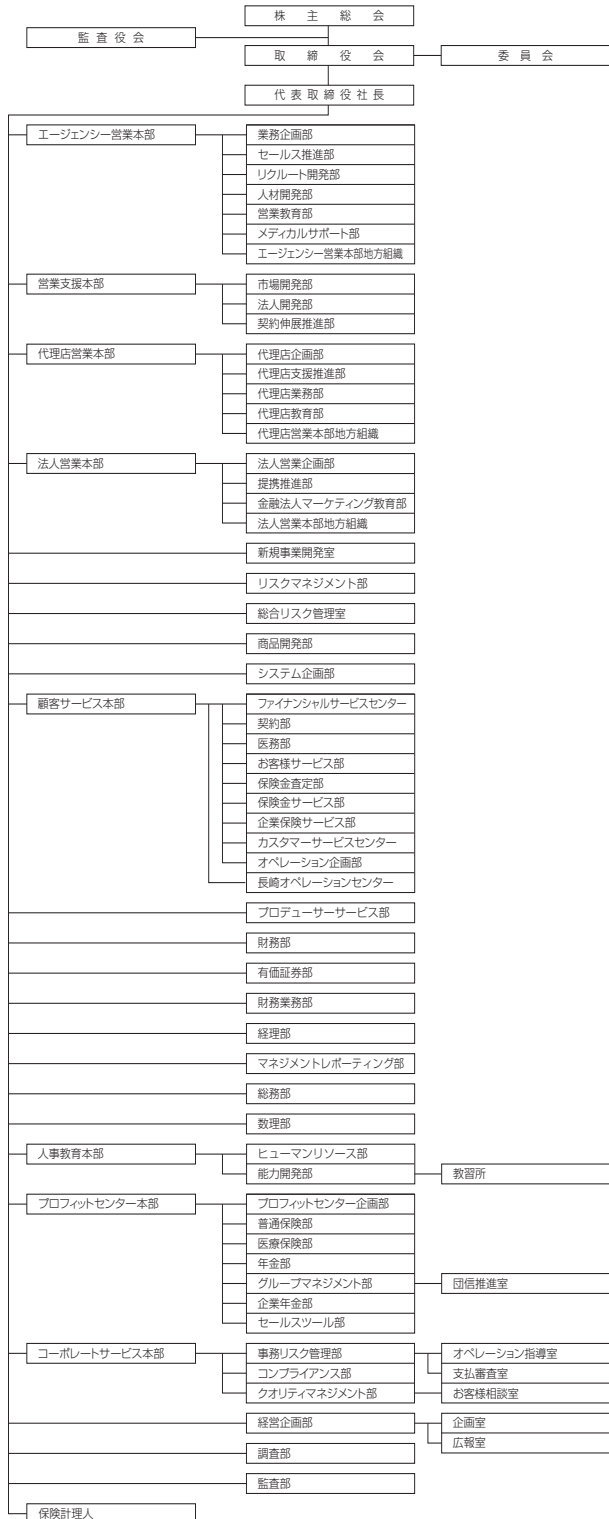 株主総会
監査役会
取締役会
委員会
代表取締役社長
エージェンシー営業本部
業務企画部
セールス推進部
リクルート開発部
人材開発部
営業教育部
メディカルサポート部
エージェンシー営業本部地方組織
営業支援本部
市場開発部
法人開発部
契約伸展推進部
代理店営業本部
代理店企画部
代理店支援推進部
代理店業務部
代理店教育部
代理店営業本部地方組織
法人営業本部
法人営業企画部
提携推進部
金融法人マーケティング教育部
法人営業本部地方組織
新規事業開発室
リスクマネジメント部
総合リスク管理室
商品開発部
システム企画部
顧客サービス本部
ファイナンシャルサービスセンター
契約部
医務部
お客様サービス部
保険金査定部
保険金サービス部
企業保険サービス部
カスタマーサービスセンター
オペレーション企画部
長崎オペレーションセンター
プロデューサーサービス部
財務部
有価証券部
財務業務部
経理部
マネジメントレポーティング部
総務部
数理部
人事教育本部
ヒューマンリソース部
能力開発部
教習所
プロフィットセンター本部
プロフィットセンター企画部
普通保険部
医療保険部
年金部
グループマネジメント部
団信推進室
企業年金部
セールスツール部
コーポレートサービス本部
事務リスク管理部
オペレーション指導室
コンプライアンス部
支払審査室
クオリティマネジメント部
お客様相談室
経営企画部
企画室
広報室
調査部
監査部
保険計理人